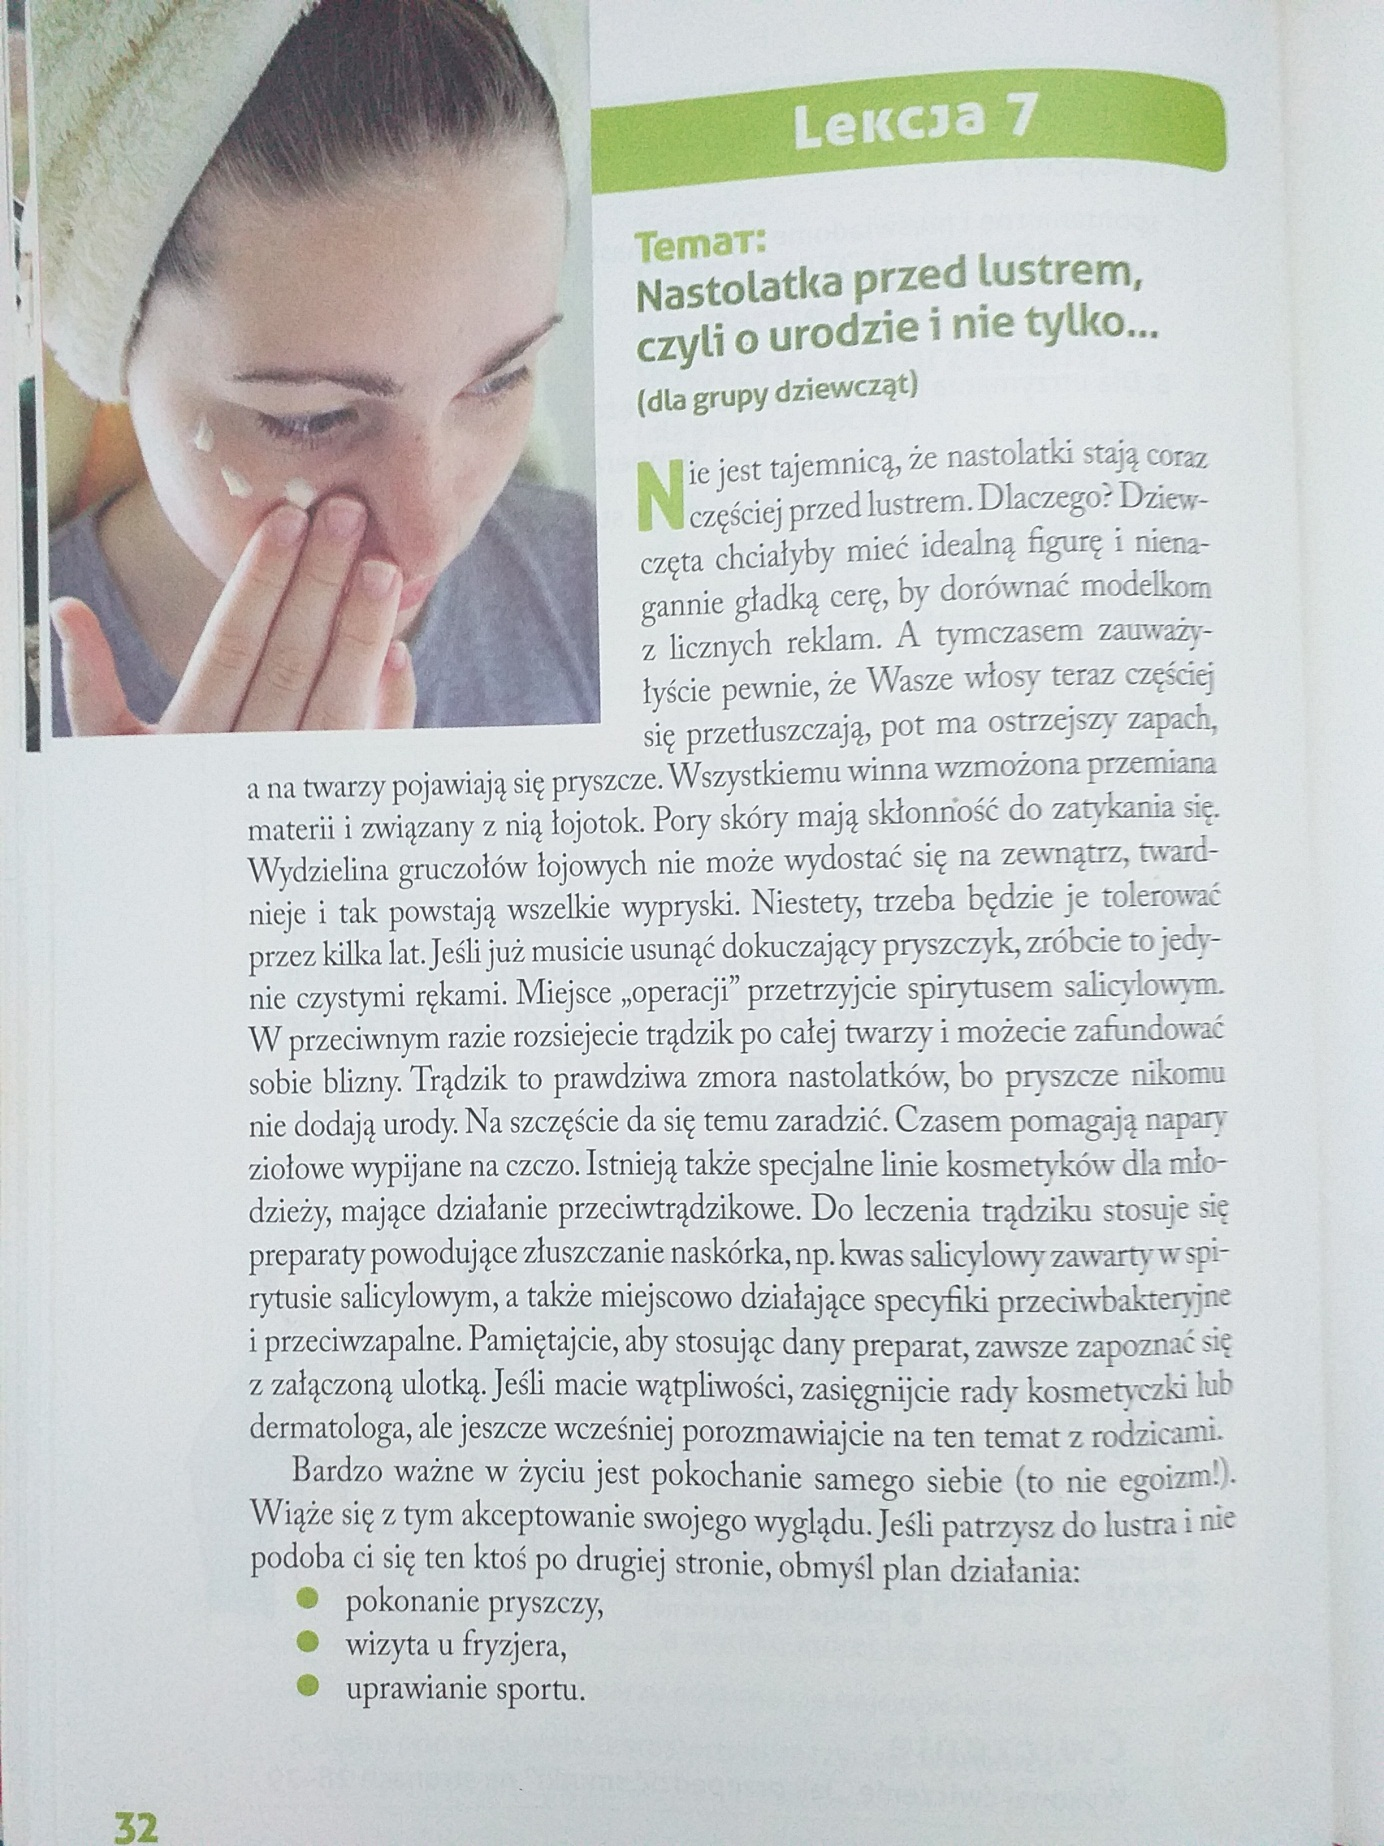 Lekcja 7
Temat:
Nastolatka przed lustrem,
czyli o urodzie i nie tylko...
(dla grupy dziewcząt)
Nie jest tajemnicą, że nastolatki stają coraz
częściej przed lustrem. Dlaczego? Dziew-
częta chciałyby mieć idealną figurę i niena-
gannie gładką cerę, by dorównać modelkom
z licznych reklam. A tymczasem zauważy-
łyście pewnie, że Wasze włosy teraz częściej
się przetłuszczają, pot ma ostrzejszy zapach,
a na twarzy pojawiają się pryszcze. Wszystkiemu winna wzmożona przemiana
materii i związany z nią łojotok. Pory skóry mają skłonność do zatykania się.
Wydzielina gruczołów łojowych nie może wydostać się na zewnątrz, tward-
nieje i tak powstają wszelkie wypryski. Niestety, trzeba będzie je tolerować
przez kilka lat. Jeśli już musicie usunąć dokuczający pryszczyk, zróbcie to jedy-
nie czystymi rękami. Miejsce „operacji” przetrzyjcie spirytusem salicylowym.
W przeciwnym razie rozsiejecie trądzik po całej twarzy i możecie zafundować
sobie blizny. Trądzik to prawdziwa zmora nastolatków, bo pryszcze nikomu
nie dodają urody. Na szczęście da się temu zaradzić. Czasem pomagają napary
ziołowe wypijane na czczo. Istnieją także specjalne linie kosmetyków dla mło-
dzieży, mające działanie przeciwtrądzikowe. Do leczenia trądziku stosuje się
preparaty powodujące złuszczanie naskórka, np. kwas salicylowy zawarty w spi-
rytusie salicylowym, a także miejscowo działające specyfiki przeciwbakteryjne
i przeciwzapalne. Pamiętajcie, aby stosując dany preparat, zawsze zapoznać się
z załączoną ulotką. Jeśli macie wątpliwości, zasięgnijcie rady kosmetyczki lub
dermatologa, ale jeszcze wcześniej porozmawiajcie na ten temat z rodzicami.
Bardzo ważne w życiu jest pokochanie samego siebie (to nie egoizm!).
Wiąże się z tym akceptowanie swojego wyglądu. Jeśli patrzysz do lustra i nie
podoba ci się ten ktoś po drugiej stronie, obmyśl plan działania:
● pokonanie pryszczy,
● wizyta u fryzjera,
● uprawianie sportu.
32